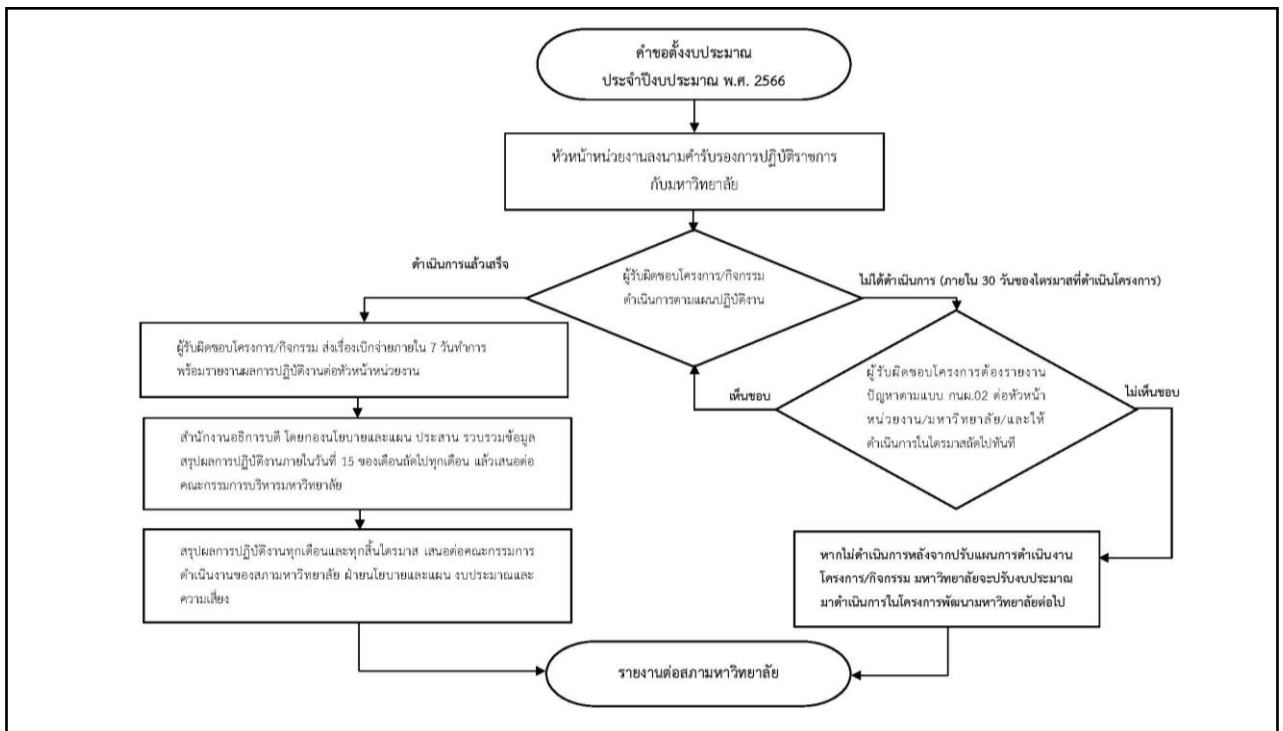 คำขอตั้งงบประมาณ
ประจำปีงบประมาณ พ.ศ. 2566
หัวหน้าหน่วยงานลงนามคำรับรองการปฏิบัติราชการ
กับมหาวิทยาลัย
ดำเนินการแล้วเสร็จ
ผู้รับผิดชอบโครงการ/กิจกรรม
ดำเนินการตามแผนปฏิบัติงาน
ไม่ได้ดำเนินการ (ภายใน 30 วันของไตรมาสที่ดำเนินโครงการ)
ผู้รับผิดชอบโครงการ/กิจกรรม ส่งเรื่องเบิกจ่ายภายใน 7 วันทำการ
พร้อมรายงานผลการปฏิบัติงานต่อหัวหน้าหน่วยงาน
เห็นชอบ
ผู้รับผิดชอบโครงการต้องรายงาน
ปัญหาตามแบบ กนผ.02 ต่อหัวหน้า
หน่วยงาน/มหาวิทยาลัย/และให้
ดำเนินการในไตรมาสถัดไปทันที
ไม่เห็นชอบ
สำนักงานอธิการบดี โดยกองนโยบายและแผน ประสาน รวบรวมข้อมูล
สรุปผลการปฏิบัติงานภายในวันที่ 15 ของเดือนถัดไปทุกเดือน แล้วเสนอต่อ
คณะกรรมการบริหารมหาวิทยาลัย
สรุปผลการปฏิบัติงานทุกเดือนและทุกสิ้นไตรมาส เสนอต่อคณะกรรมการ
ดำเนินงานของสภามหาวิทยาลัย ฝ่ายนโยบายและแผน งบประมาณและ
ความเสี่ยง
หากไม่ดำเนินการหลังจากปรับแผนการดำเนินงาน
โครงการ/กิจกรรม มหาวิทยาลัยจะปรับงบประมาณ
มาดำเนินการในโครงการพัฒนามหาวิทยาลัยต่อไป
รายงานต่อสภามหาวิทยาลัย